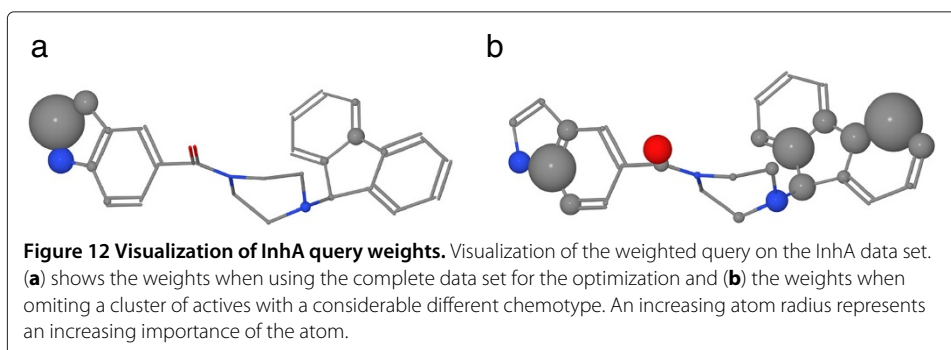 a
b
Figure 12 Visualization of InhA query weights. Visualization of the weighted query on the InhA data set.
(a) shows the weights when using the complete data set for the optimization and (b) the weights when
omiting a cluster of actives with a considerable different chemotype. An increasing atom radius represents
an increasing importance of the atom.